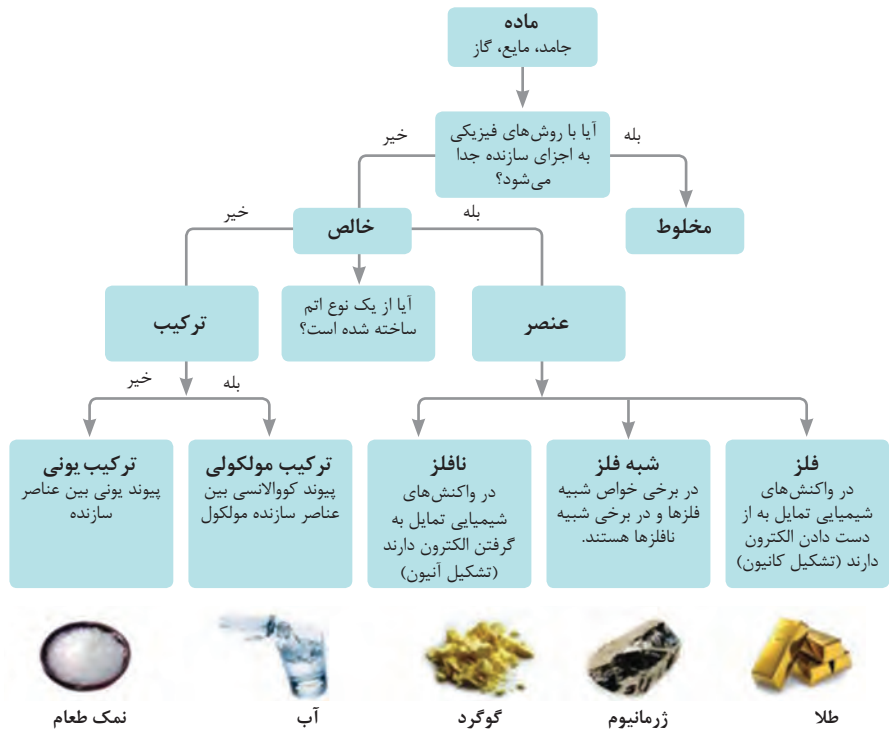 ماده
جامد، مایع، گاز
آیا با روش‌های فیزیکی
به اجزای سازنده جدا
می‌شود؟
بله
خیر
مخلوط
خالص
بله
خیر
آیا از یک نوع اتم
ساخته شده است؟
عنصر
ترکیب
بله
خیر
فلز
در واکنش‌های
شیمیایی تمایل به از
دست دادن الکترون
دارند (تشکیل کاتیون)
شبه فلز
در برخی خواص شبیه
فلزها و در برخی شبیه
نافلزها هستند.
نافلز
در واکنش‌های
شیمیایی تمایل به
گرفتن الکترون دارند
(تشکیل آنیون)
ترکیب مولکولی
پیوند کووالانسی بین
عناصر سازنده مولکول
ترکیب یونی
پیوند یونی بین عناصر
سازنده
طلا
ژرمانیوم
گوگرد
آب
نمک طعام